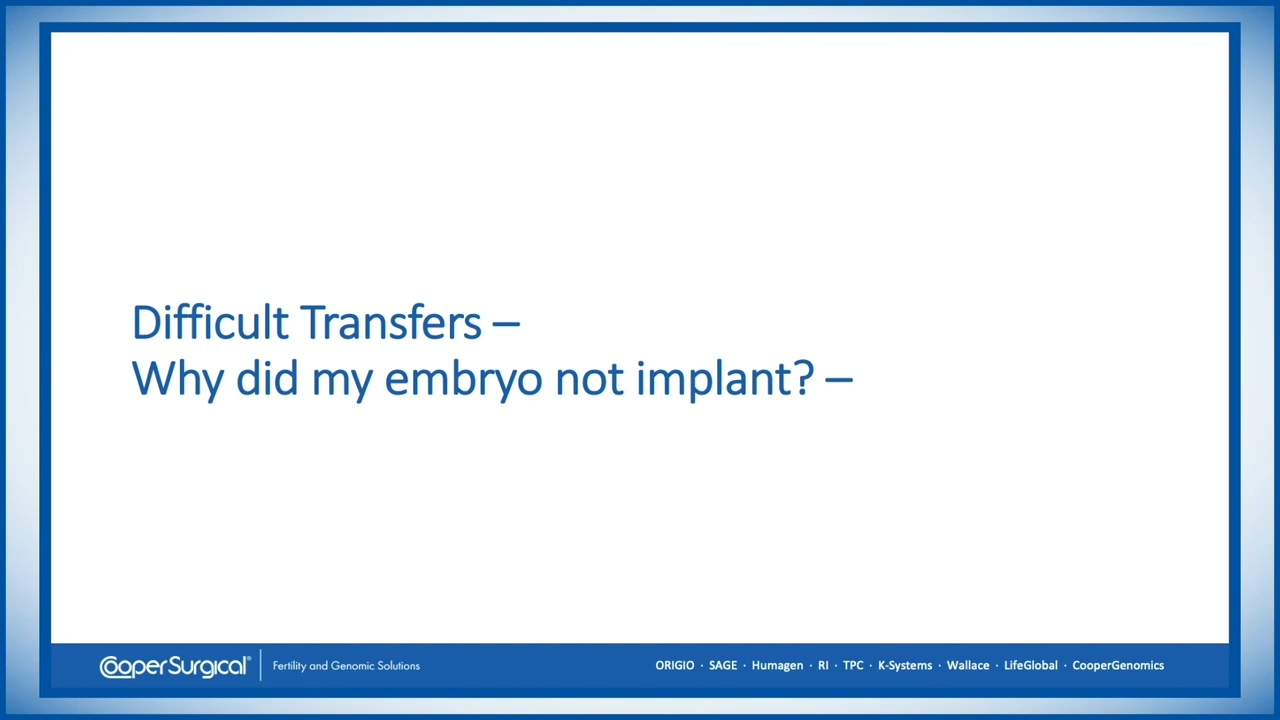 Difficult Transfers –
Why did my embryo not implant? –
CooperSurgical® Fertility and Genomic Solutions ORIGIO · SAGE · Humagen · RI · TPC · K-Systems · Wallace · LifeGlobal · CooperGenomics